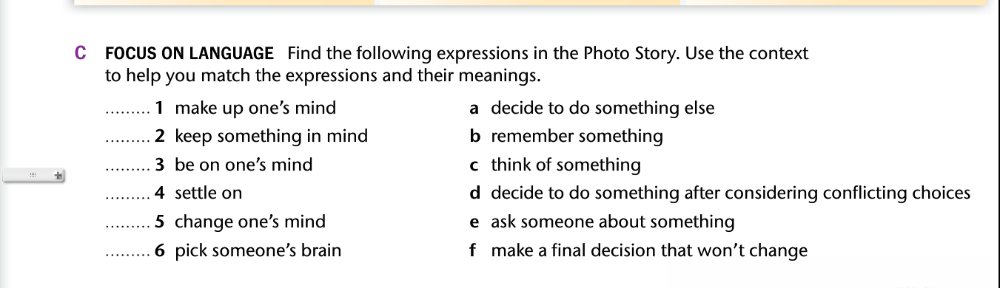 C FOCUS ON LANGUAGE Find the following expressions in the Photo Story. Use the context
to help you match the expressions and their meanings.
......... 1 make up one's mind
......... 2 keep something in mind
......... 3 be on one's mind
......... 4 settle on
......... 5 change one's mind
......... 6 pick someone's brain
a decide to do something else
b remember something
c think of something
d decide to do something after considering conflicting choices
e ask someone about something
f make a final decision that won't change